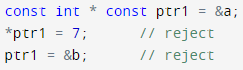 const int * const ptr1 = &a;
*ptr1 = 7;      // reject
ptr1 = &b;      // reject